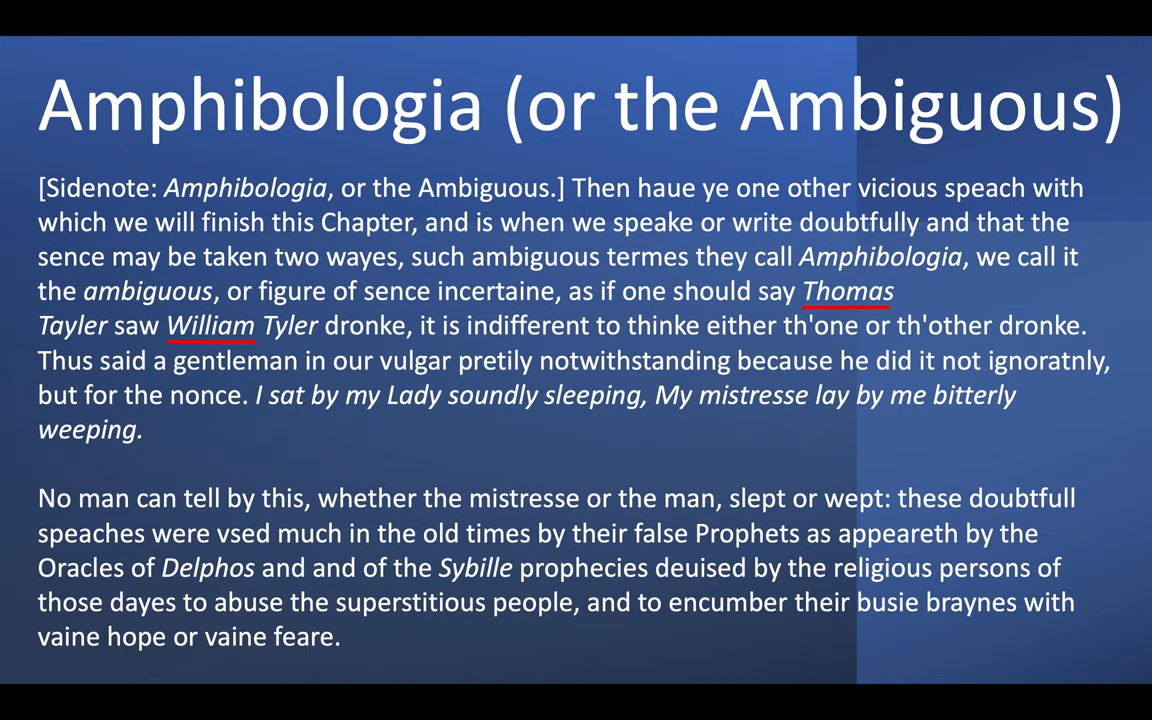 Amphibologia (or the Ambiguous)
[Sidenote: Amphibologia, or the Ambiguous.] Then haue ye one other vicious speach with
which we will finish this Chapter, and is when we speake or write doubtfully and that the
sence may be taken two wayes, such ambiguous termes they call Amphibologia, we call it
the ambiguous, or figure of sence incertaine, as if one should say Thomas
Tayler saw William Tyler dronke, it is indifferent to thinke either th'one or th'other dronke.
Thus said a gentleman in our vulgar pretily notwithstanding because he did it not ignoratnly,
but for the nonce. I sat by my Lady soundly sleeping, My mistresse lay by me bitterly
weeping.
No man can tell by this, whether the mistresse or the man, slept or wept: these doubtfull
speaches were vsed much in the old times by their false Prophets as appeareth by the
Oracles of Delphos and and of the Sybille prophecies deuised by the religious persons of
those dayes to abuse the superstitious people, and to encumber their busie braynes with
vaine hope or vaine feare.